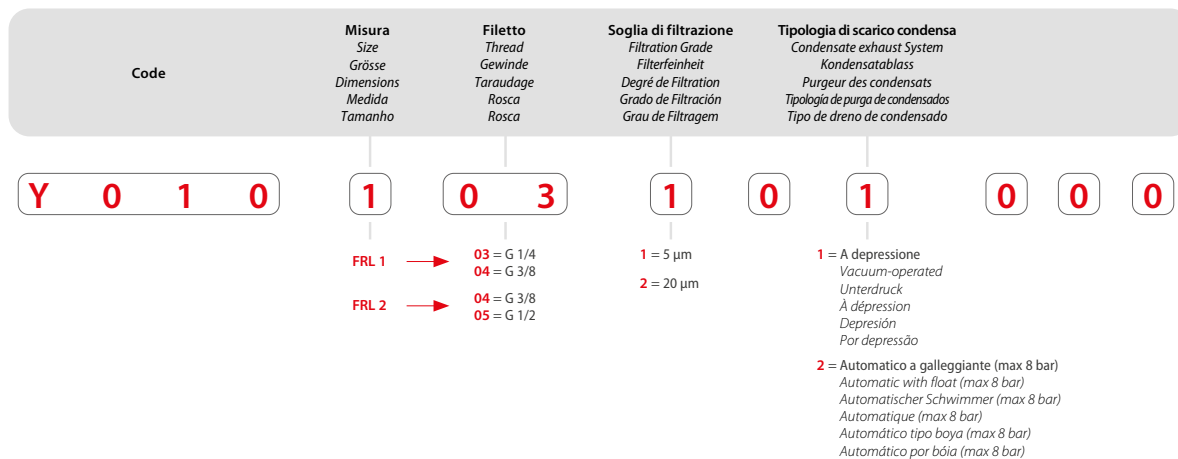 Code
Misura
Size
Grösse
Dimensions
Medida
Tamanho
Filetto
Thread
Gewinde
Taraudage
Rosca
Rosca
Soglia di filtrazione
Filtration Grade
Filterfeinheit
Degré de Filtration
Grado de Filtración
Grau de Filtragem
Tipologia di scarico condensa
Condensate exhaust System
Kondensatablass
Purgeur des condensats
Tipología de purga de condensados
Tipo de dreno de condensado
Y 0 1 0 1 0 3 1 0 1 0 0 0
FRL 1
03 = G 1/4
04 = G 3/8
FRL 2
04 = G 3/8
05 = G 1/2
1 = 5 µm
2 = 20 µm
1 = A depressione
Vacuum-operated
Unterdruck
À dépression
Depresión
Por depressão
2 = Automatico a galleggiante (max 8 bar)
Automatic with float (max 8 bar)
Automatischer Schwimmer (max 8 bar)
Automatique (max 8 bar)
Automático tipo boya (max 8 bar)
Automático por bóia (max 8 bar)